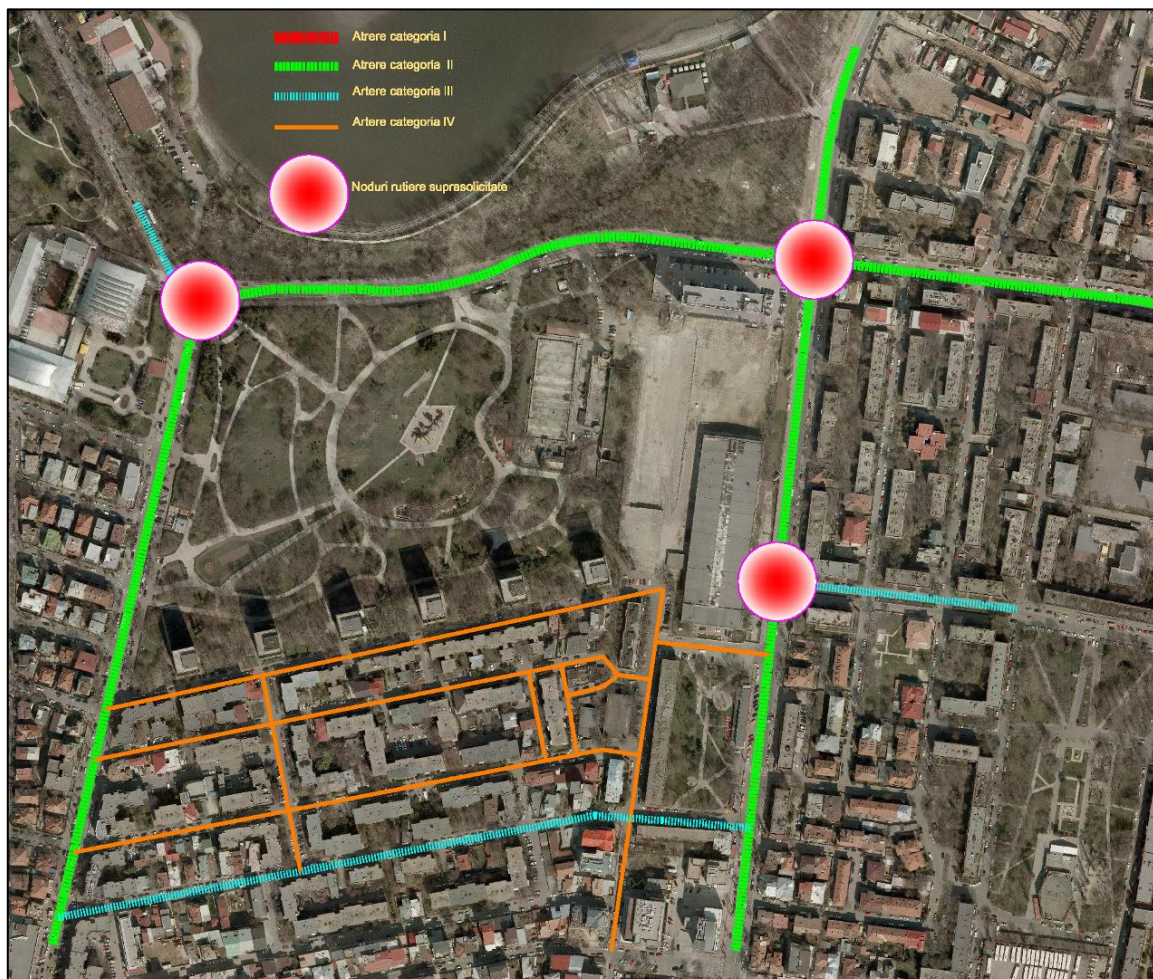 Atrere categoria I
Atrere categoria II
Artere categoria III
Artere categoria IV
Noduri rutiere suprasolicitate